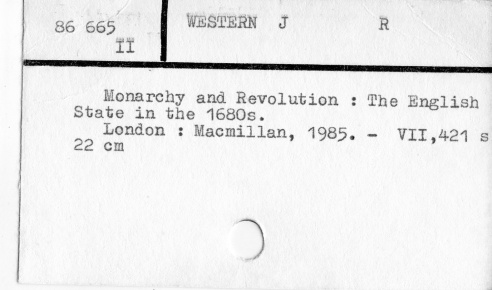 86 665
II
WESTERN J R
Monarchy and Revolution : The English
State in the 1680s.
London : Macmillan, 1985. - VII,421 s
22 cm